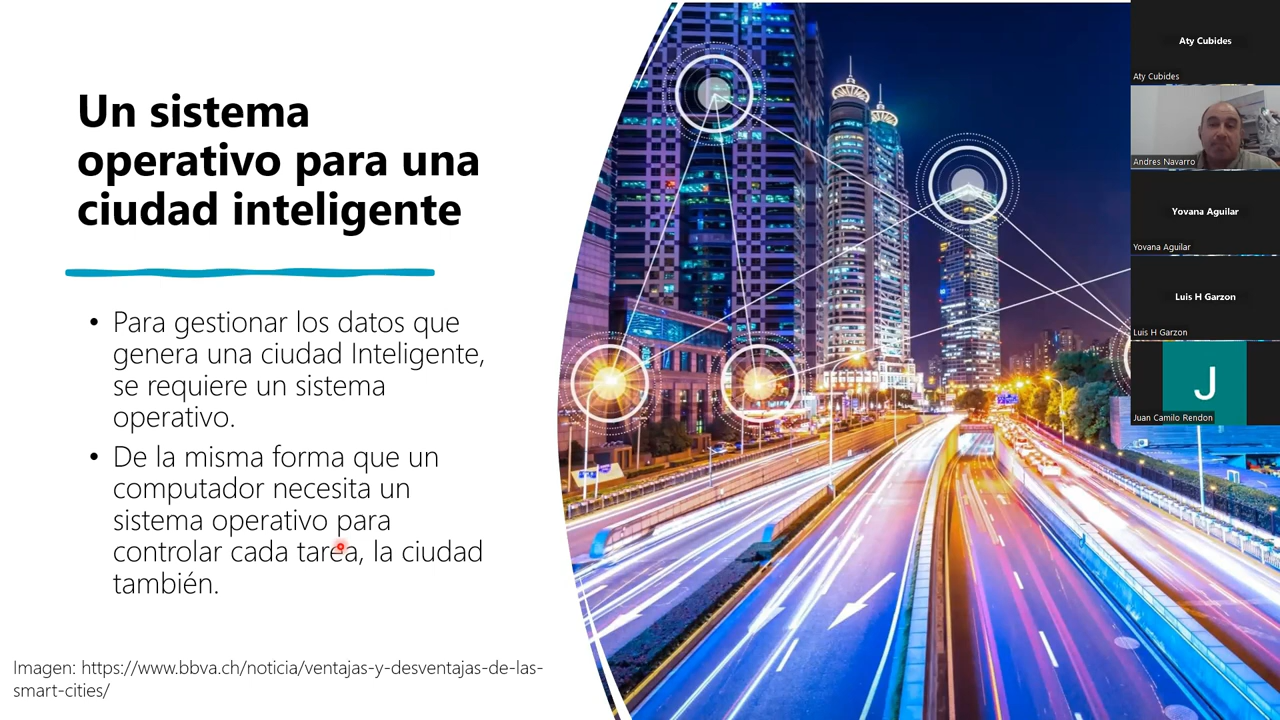 Un sistema
operativo para una
ciudad inteligente
• Para gestionar los datos que
genera una ciudad Inteligente,
se requiere un sistema
operativo.
• De la misma forma que un
computador necesita un
sistema operativo para
controlar cada tarea, la ciudad
también.
Imagen: https://www.bbva.ch/noticia/ventajas-y-desventajas-de-las-
smart-cities/
Aty Cubides
Aty Cubides
Andres Navarro
Yovana Aguilar
Yovana Aguilar
Luis H Garzon
Luis H Garzon
J
Juan Camilo Rendon